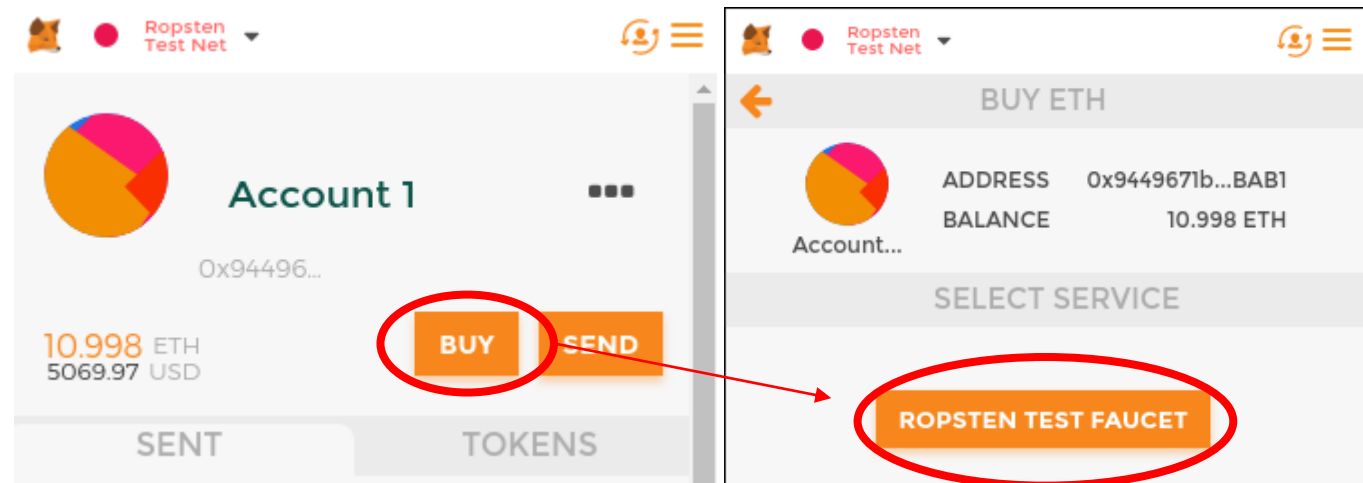 Ropsten
Test Net
Account 1
0x94496...
10.998 ETH
5069.97 USD
BUY
SEND
SENT
TOKENS
Ropsten
Test Net
BUY ETH
ADDRESS 0x9449671b...BAB1
BALANCE 10.998 ETH
Account...
SELECT SERVICE
ROPSTEN TEST FAUCET